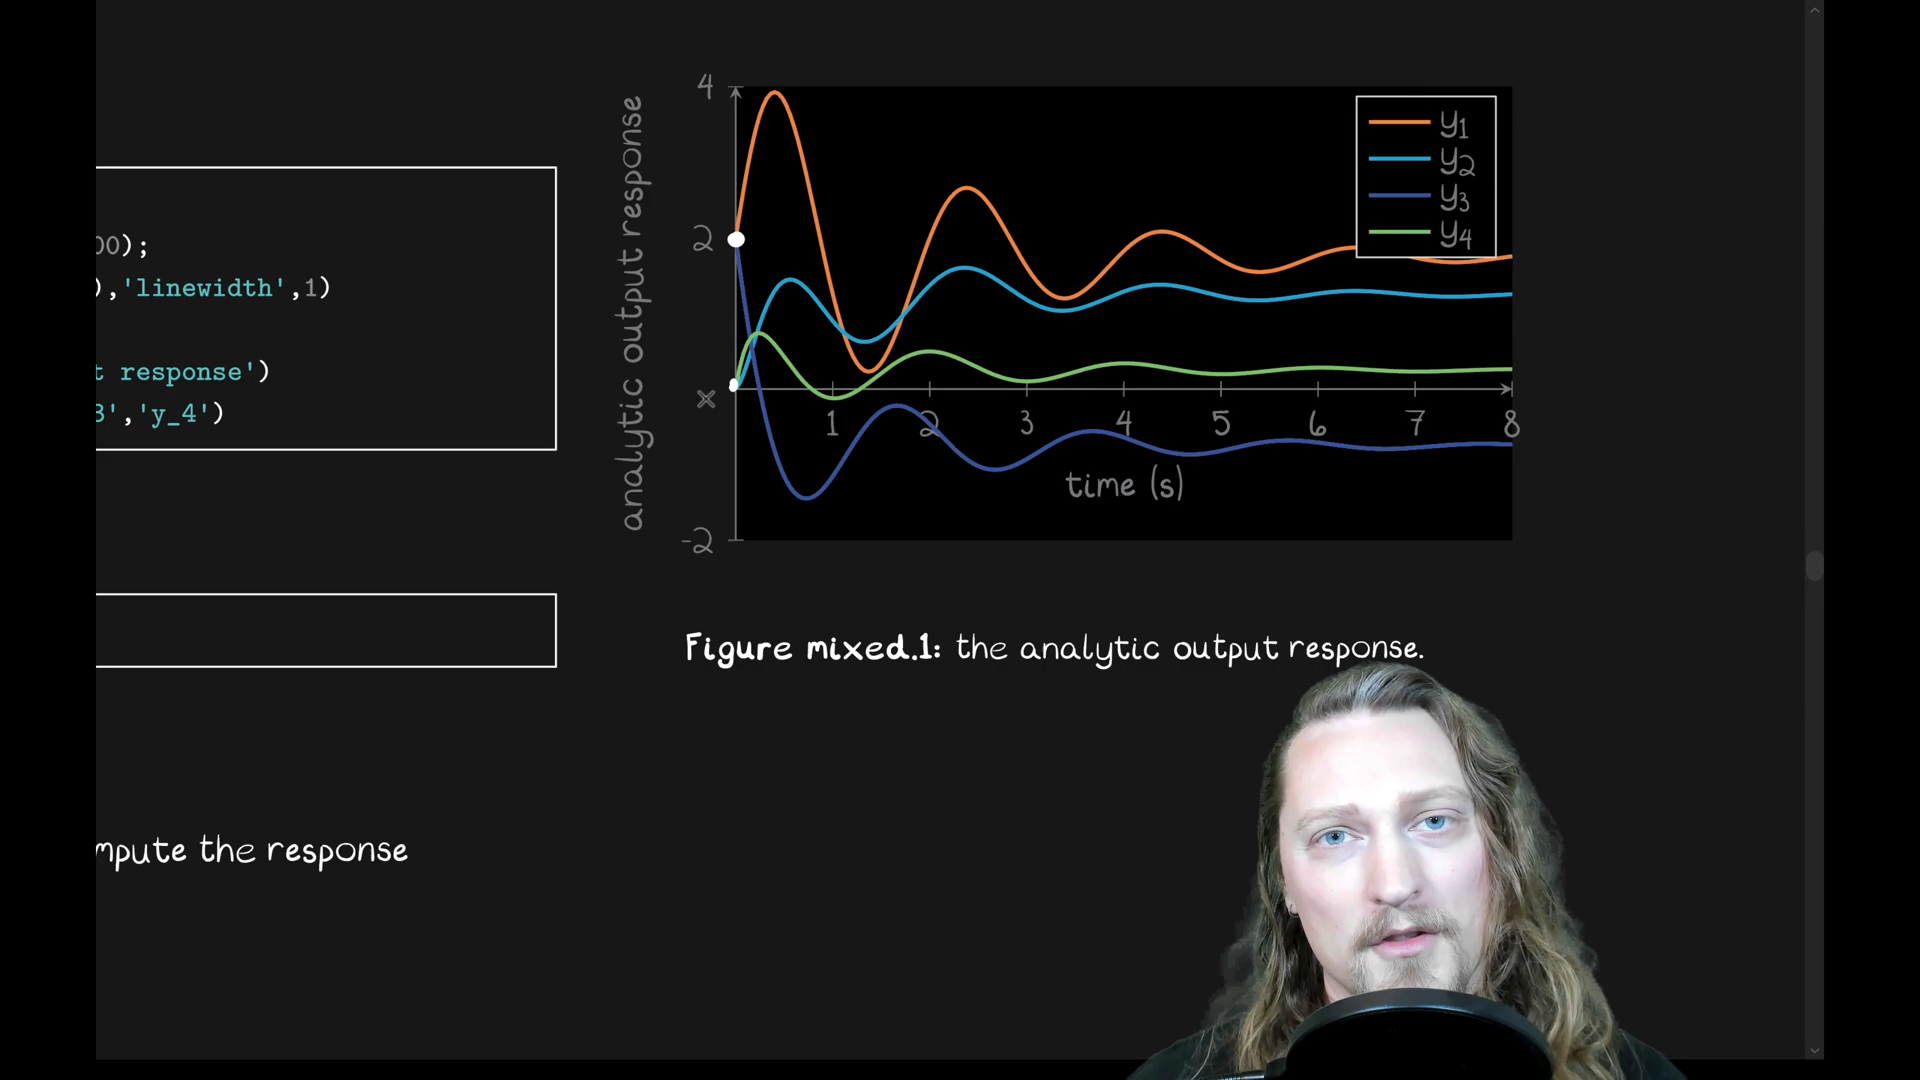 00);
),'linewidth',1)
t response')
3','y_4')
mpute the response
analytic output response
4
2
-2
y1
y2
y3
y4
1 2 3 4 5 6 7 8
time (s)
Figure mixed.1: the analytic output response.